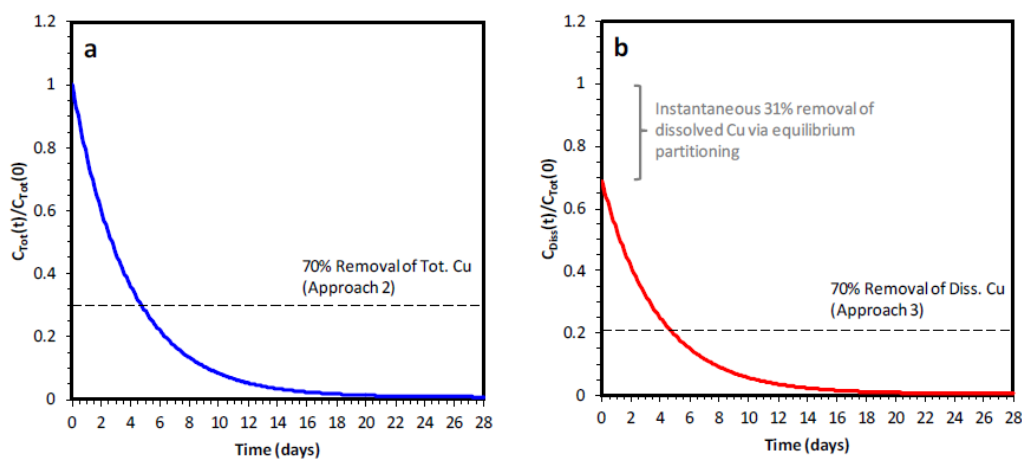 a
1.2
1
0.8
0.6
0.4
0.2
0
C_Tot(t)/C_Tot(0)
70% Removal of Tot. Cu
(Approach 2)
0 2 4 6 8 10 12 14 16 18 20 22 24 26 28
Time (days)
b
1.2
1
0.8
0.6
0.4
0.2
0
C_Diss(t)/C_Tot(0)
Instantaneous 31% removal of
dissolved Cu via equilibrium
partitioning
70% Removal of Diss. Cu
(Approach 3)
0 2 4 6 8 10 12 14 16 18 20 22 24 26 28
Time (days)